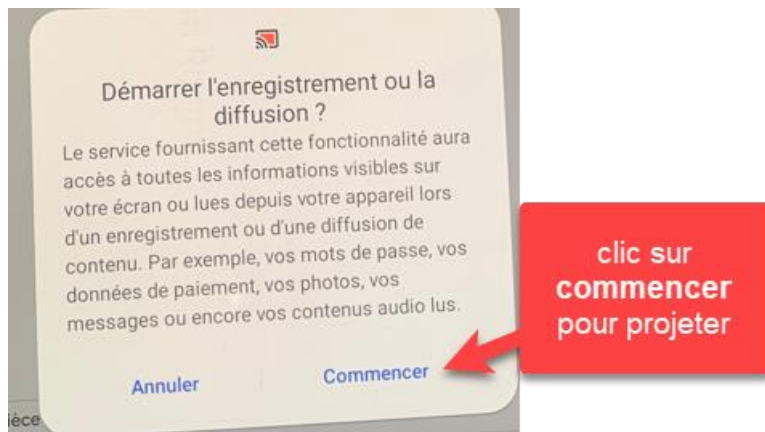 Démarrer l'enregistrement ou la
diffusion ?
Le service fournissant cette fonctionnalité aura
accès à toutes les informations visibles sur
votre écran ou lues depuis votre appareil lors
d'un enregistrement ou d'une diffusion de
contenu. Par exemple, vos mots de passe, vos
données de paiement, vos photos, vos
messages ou encore vos contenus audio lus.
Annuler
Commencer
clic sur
commencer
pour projeter